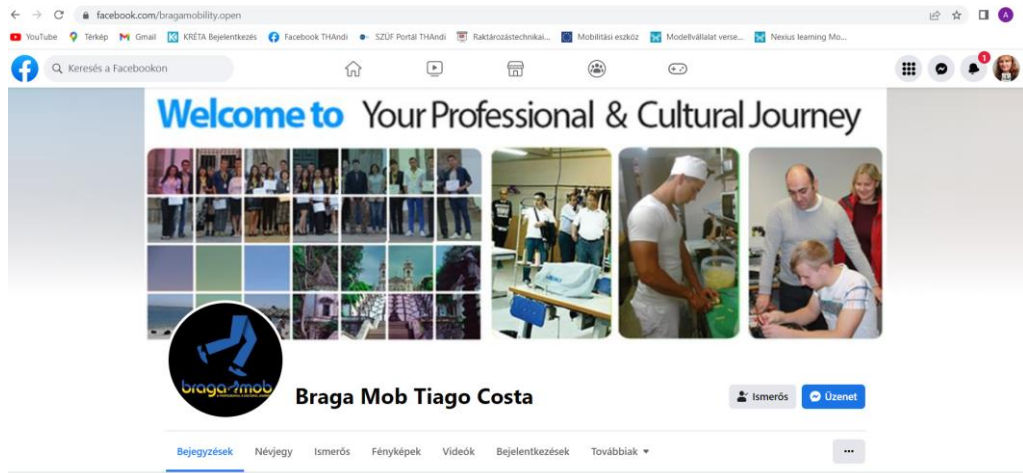 facebook.com/bragamobility.open
YouTube Térkép Gmail KRÉTA Bejelentkezés Facebook THAndi SZÜF Portál THAndi Raktározástechnikai... Mobilitási eszköz Modellvállalat verse... Nexius learning Mo...
Keresés a Facebookon
1
Welcome to Your Professional & Cultural Journey
braga mob
Braga Mob Tiago Costa
Ismerős Üzenet
Bejegyzések Névjegy Ismerős Fényképek Videók Bejelentkezések Továbbiak